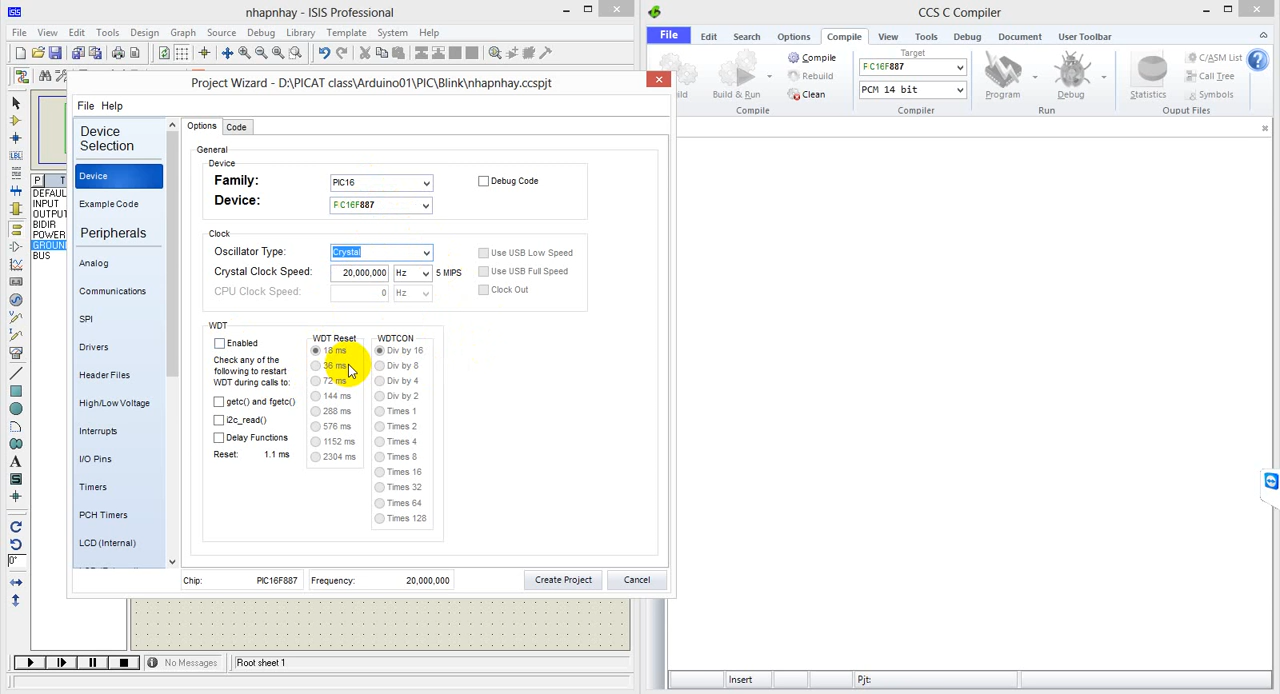 nhapnhay - ISIS Professional
File View Edit Tools Design Graph Source Debug Library Template System Help
Project Wizard - D:\PICAT class\Arduino01\PIC\Blink\nhapnhay.ccspjt
File Help
Device
Selection
Device
Example Code
Peripherals
Analog
Communications
SPI
Drivers
Header Files
High/Low Voltage
Interrupts
I/O Pins
Timers
PCH Timers
LCD (Internal)
Options Code
General
Device
Family: PIC16
Debug Code
Device:
Clock
Oscillator Type: Crystal
Use USB Low Speed
Crystal Clock Speed: 20,000,000 Hz 5 MIPS
Use USB Full Speed
CPU Clock Speed: 0 Hz
Clock Out
WDT
Enabled
Check any of the
following to restart
WDT during calls to:
getc() and fgetc()
i2c_read()
Delay Functions
Reset: 1.1 ms
WDT Reset
18 ms
36 ms
72 ms
144 ms
288 ms
576 ms
1152 ms
2304 ms
WDTCON
Div by 16
Div by 8
Div by 4
Div by 2
Times 1
Times 2
Times 4
Times 8
Times 16
Times 32
Times 64
Times 128
Chip: PIC16F887 Frequency: 20,000,000
Create Project Cancel
P T
INPUT
BIDIR
BUS
LBL
A
S
0°
No Messages Root sheet 1
CCS C Compiler
File Edit Search Options Compile View Tools Debug Document User Toolbar
Build & Run
Compile
Rebuild
Clean
Compile
Target
PCM 14 bit
Compiler
Program
Debug
Run
Statistics
C/ASM List
Call Tree
Symbols
Ouput Files
Insert Pjt: